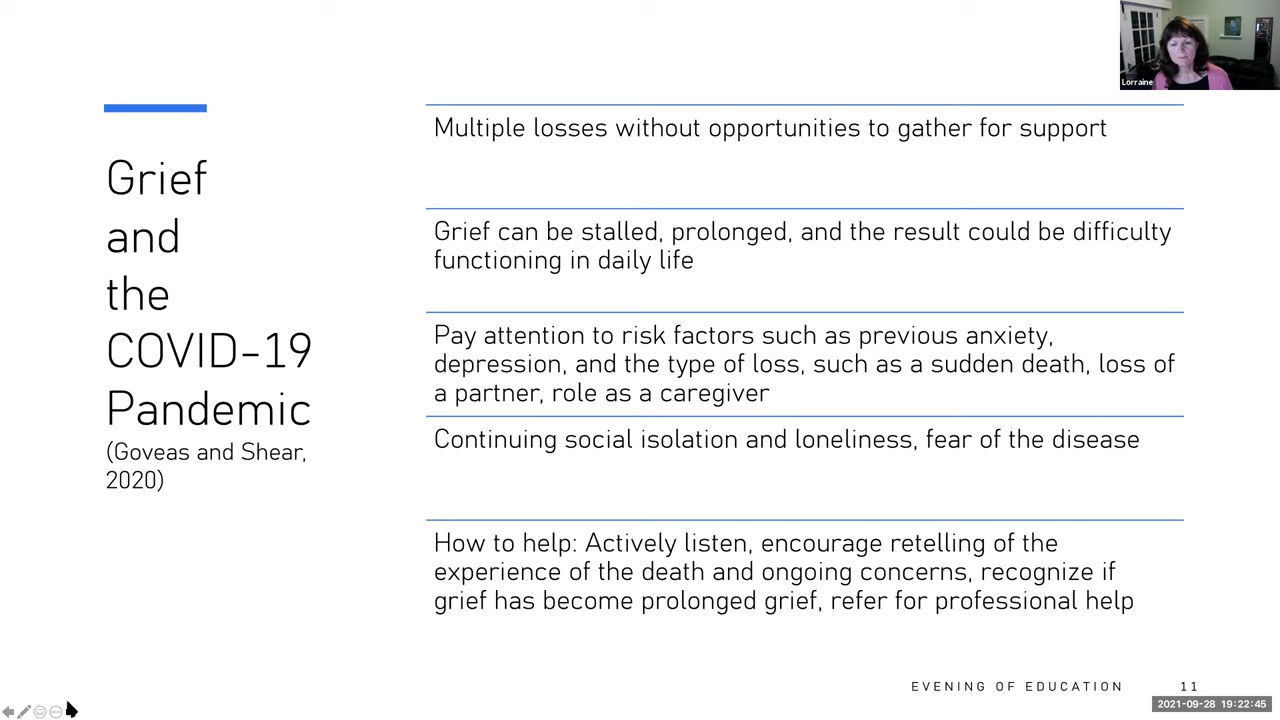 Lorraine
Grief
and
the
COVID-19
Pandemic
(Goveas and Shear,
2020)
Multiple losses without opportunities to gather for support
Grief can be stalled, prolonged, and the result could be difficulty
functioning in daily life
Pay attention to risk factors such as previous anxiety,
depression, and the type of loss, such as a sudden death, loss of
a partner, role as a caregiver
Continuing social isolation and loneliness, fear of the disease
How to help: Actively listen, encourage retelling of the
experience of the death and ongoing concerns, recognize if
grief has become prolonged grief, refer for professional help
EVENING OF EDUCATION 11
2021-09-28 19:22:45